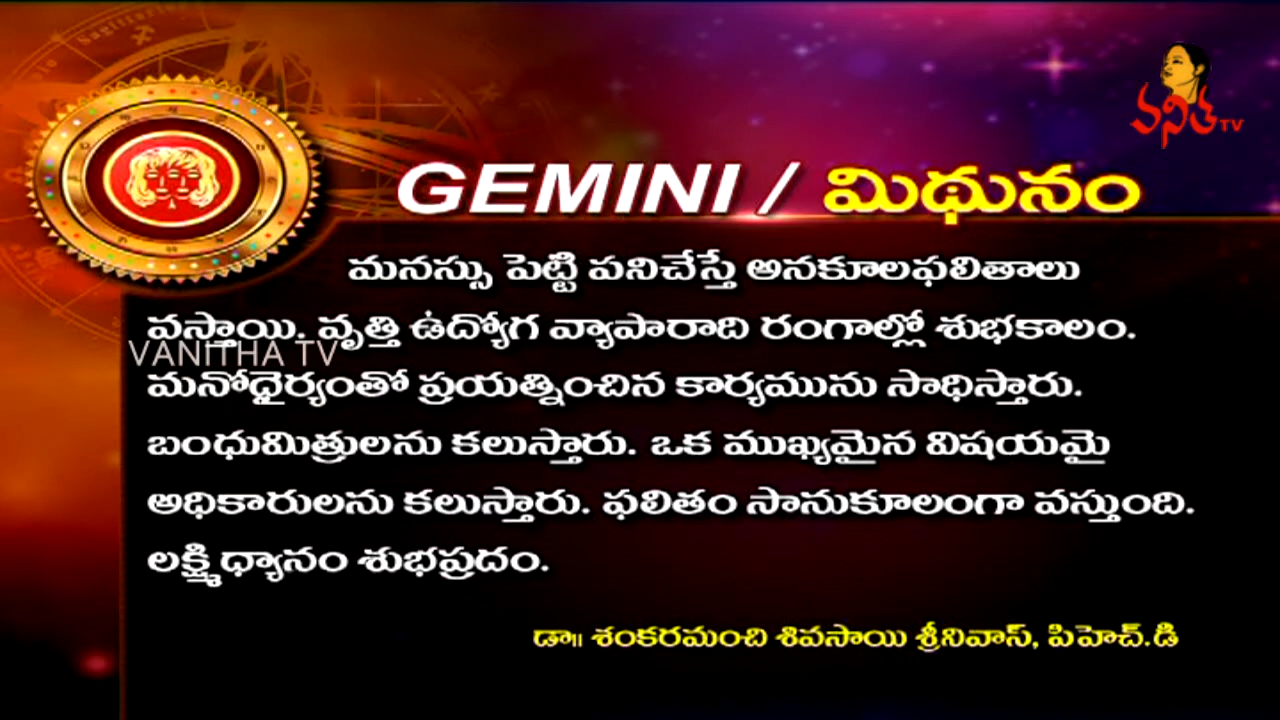 Sagittarius
వనిత TV
GEMINI / మిథునం
మనస్సు పెట్టి పనిచేస్తే అనకూలఫలితాలు
వస్తాయి. వృత్తి ఉద్యోగ వ్యాపారాది రంగాల్లో శుభకాలం.
VANITHA TV
మనోధైర్యంతో ప్రయత్నించిన కార్యమును సాధిస్తారు.
బంధుమిత్రులను కలుస్తారు. ఒక ముఖ్యమైన విషయమై
అధికారులను కలుస్తారు. ఫలితం సానుకూలంగా వస్తుంది.
లక్ష్మిధ్యానం శుభప్రదం.
డా॥ శంకరమంచి శివసాయి శ్రీనివాస్, పిహెచ్.డి